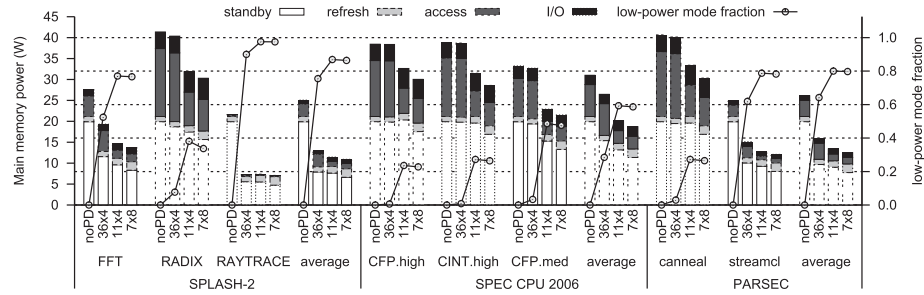 standby refresh access I/O low-power mode fraction
Main memory power (W)
45
40
35
30
25
20
15
10
5
0
1.0
0.8
0.6
0.4
0.2
0.0
low-power mode fraction
noPD 36x4 11x4 7x8 noPD 36x4 11x4 7x8 noPD 36x4 11x4 7x8 noPD 36x4 11x4 7x8 noPD 36x4 11x4 7x8 noPD 36x4 11x4 7x8 noPD 36x4 11x4 7x8 noPD 36x4 11x4 7x8 noPD 36x4 11x4 7x8 noPD 36x4 11x4 7x8 noPD 36x4 11x4 7x8
FFT RADIX RAYTRACE average CFP.high CINT.high CFP.med average canneal streamcl average
SPLASH-2 SPEC CPU 2006 PARSEC